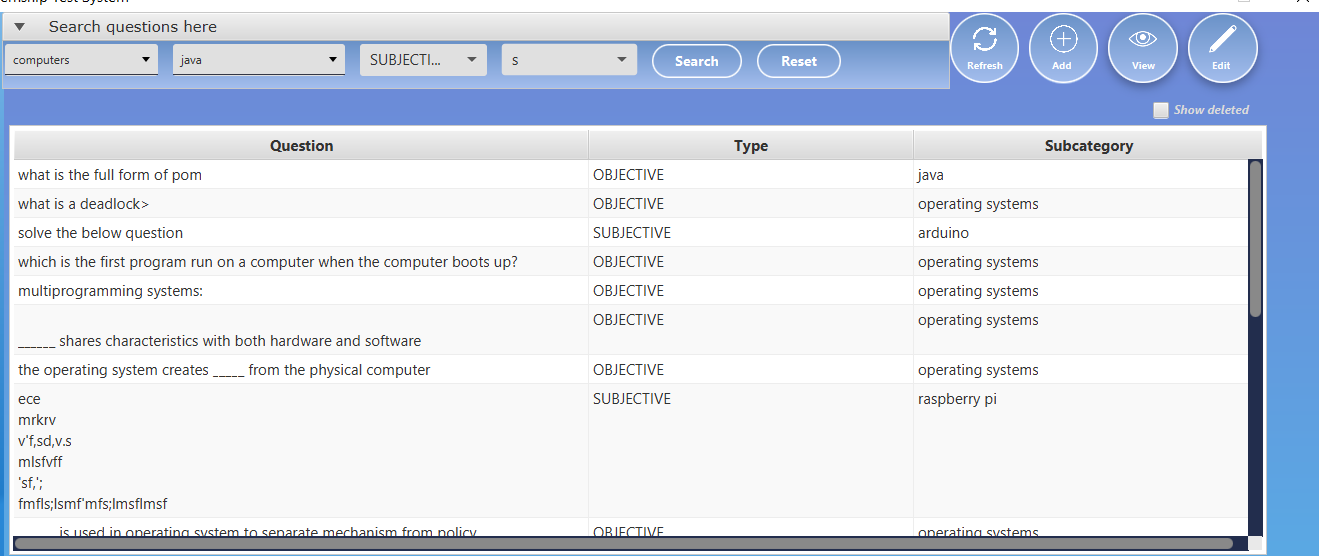 Search questions here
computers java SUBJECTI... s Search Reset Refresh Add View Edit
Show deleted
Question Type Subcategory
what is the full form of pom OBJECTIVE java
what is a deadlock> OBJECTIVE operating systems
solve the below question SUBJECTIVE arduino
which is the first program run on a computer when the computer boots up? OBJECTIVE operating systems
multiprogramming systems: OBJECTIVE operating systems
OBJECTIVE operating systems
______ shares characteristics with both hardware and software
the operating system creates _____ from the physical computer OBJECTIVE operating systems
ece SUBJECTIVE raspberry pi
mrkrv
v'f,sd,v.s
mlsfvff
'sf,';
fmfls;lsmf'mfs;lmsflmsf
is used in operating system to separate mechanism from policy OBJECTIVE operating systems